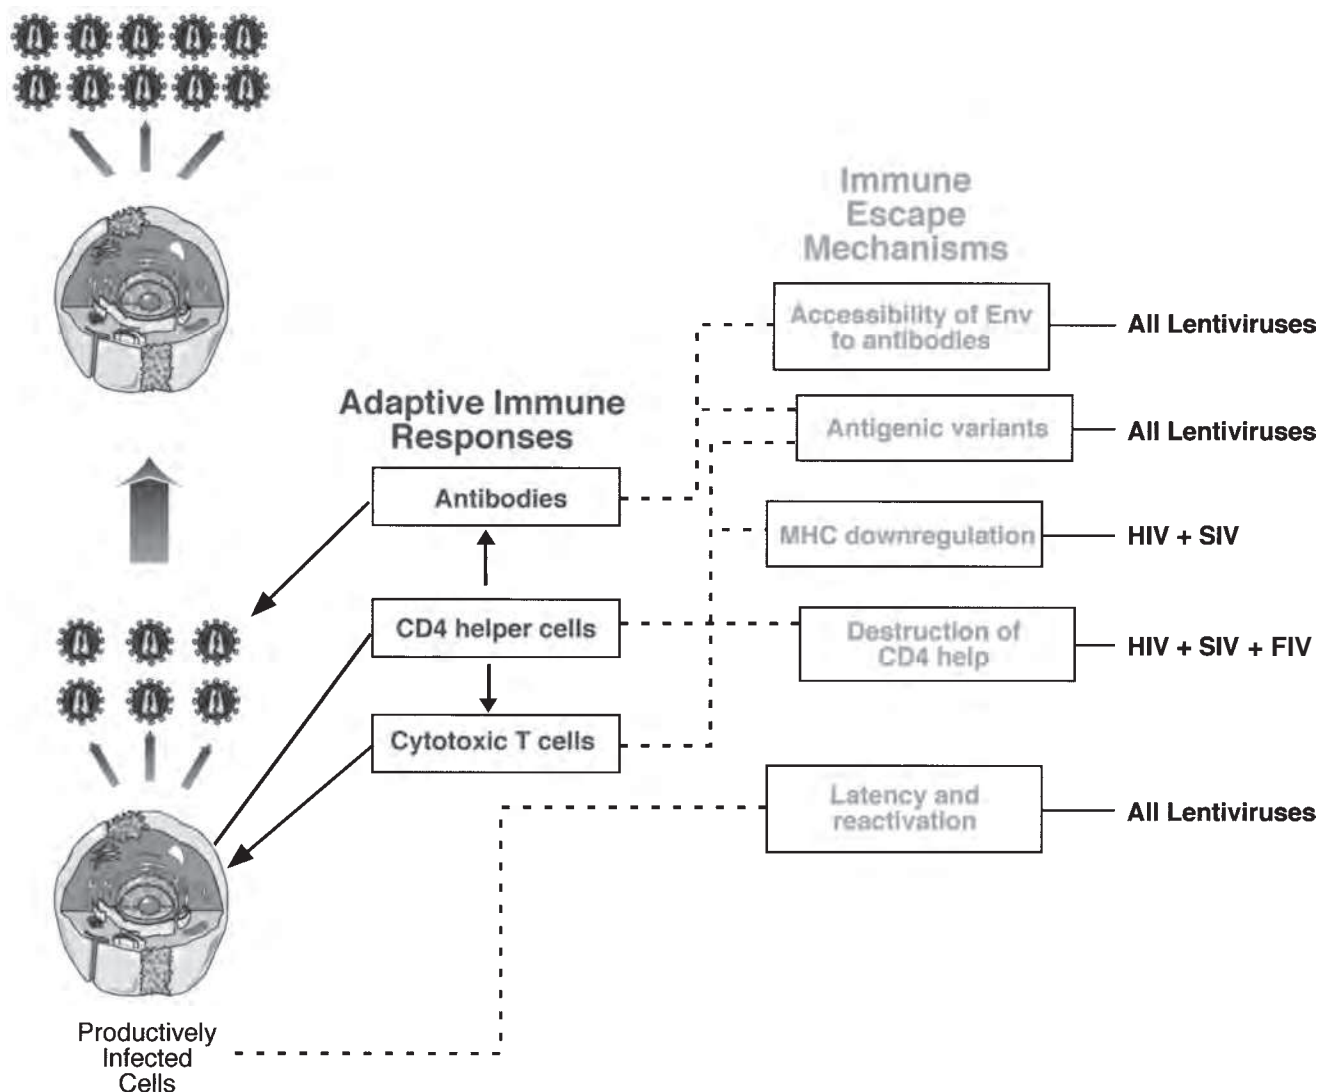 Immune
Escape
Mechanisms
Accessibility of Env
to antibodies
All Lentiviruses
Adaptive Immune
Responses
Antigenic variants
All Lentiviruses
Antibodies
MHC downregulation
HIV + SIV
CD4 helper cells
Destruction of
CD4 help
HIV + SIV + FIV
Cytotoxic T cells
Latency and
reactivation
All Lentiviruses
Productively
Infected
Cells